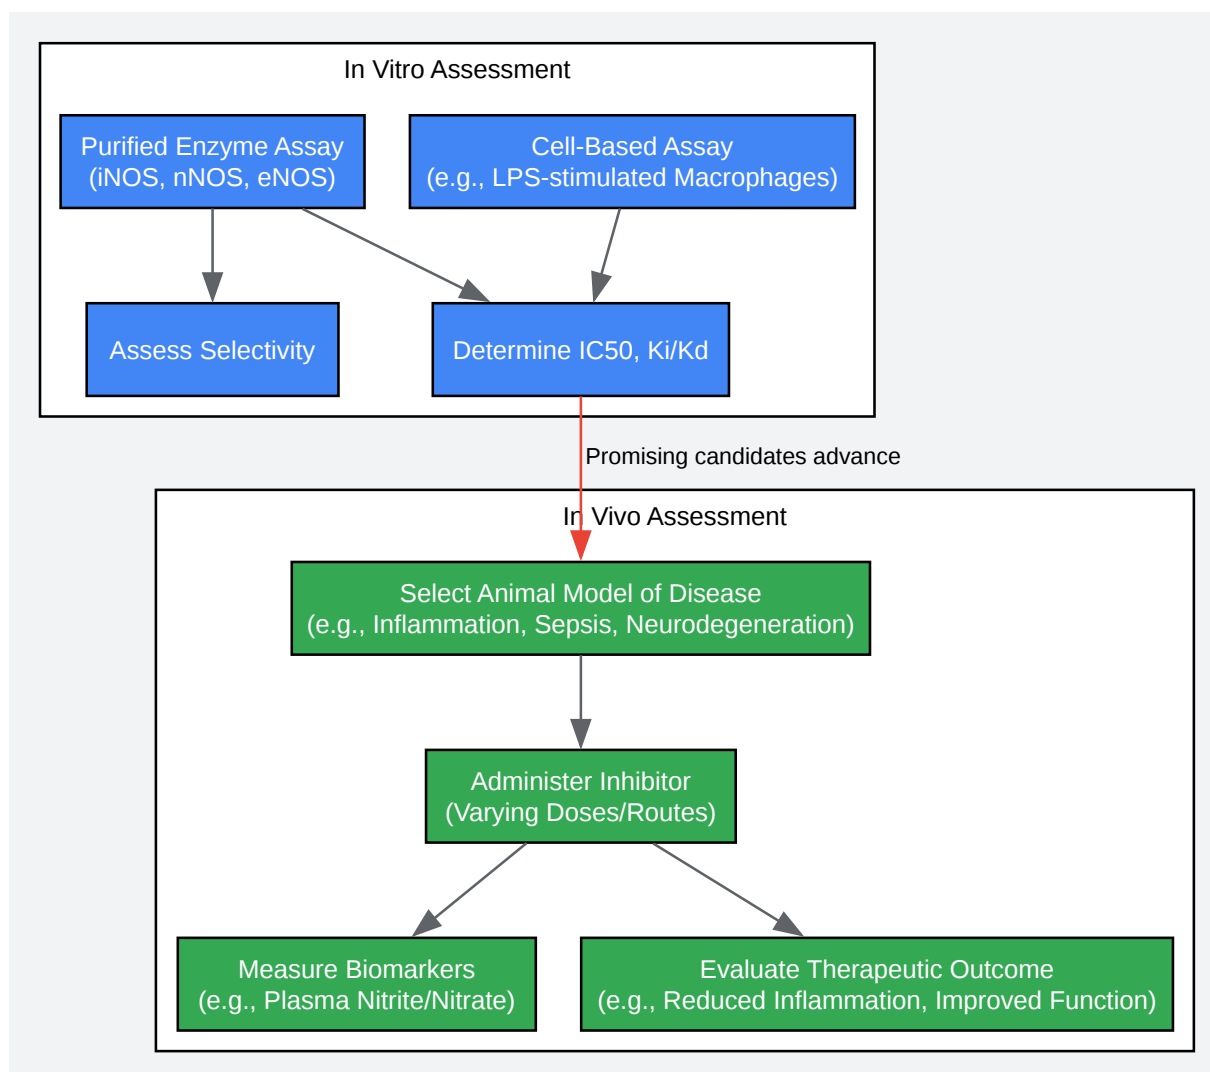 In Vitro Assessment
Purified Enzyme Assay
(iNOS, nNOS, eNOS)
Cell-Based Assay
(e.g., LPS-stimulated Macrophages)
Assess Selectivity
Determine IC50, Ki/Kd
Promising candidates advance
In Vivo Assessment
Select Animal Model of Disease
(e.g., Inflammation, Sepsis, Neurodegeneration)
Administer Inhibitor
(Varying Doses/Routes)
Measure Biomarkers
(e.g., Plasma Nitrite/Nitrate)
Evaluate Therapeutic Outcome
(e.g., Reduced Inflammation, Improved Function)